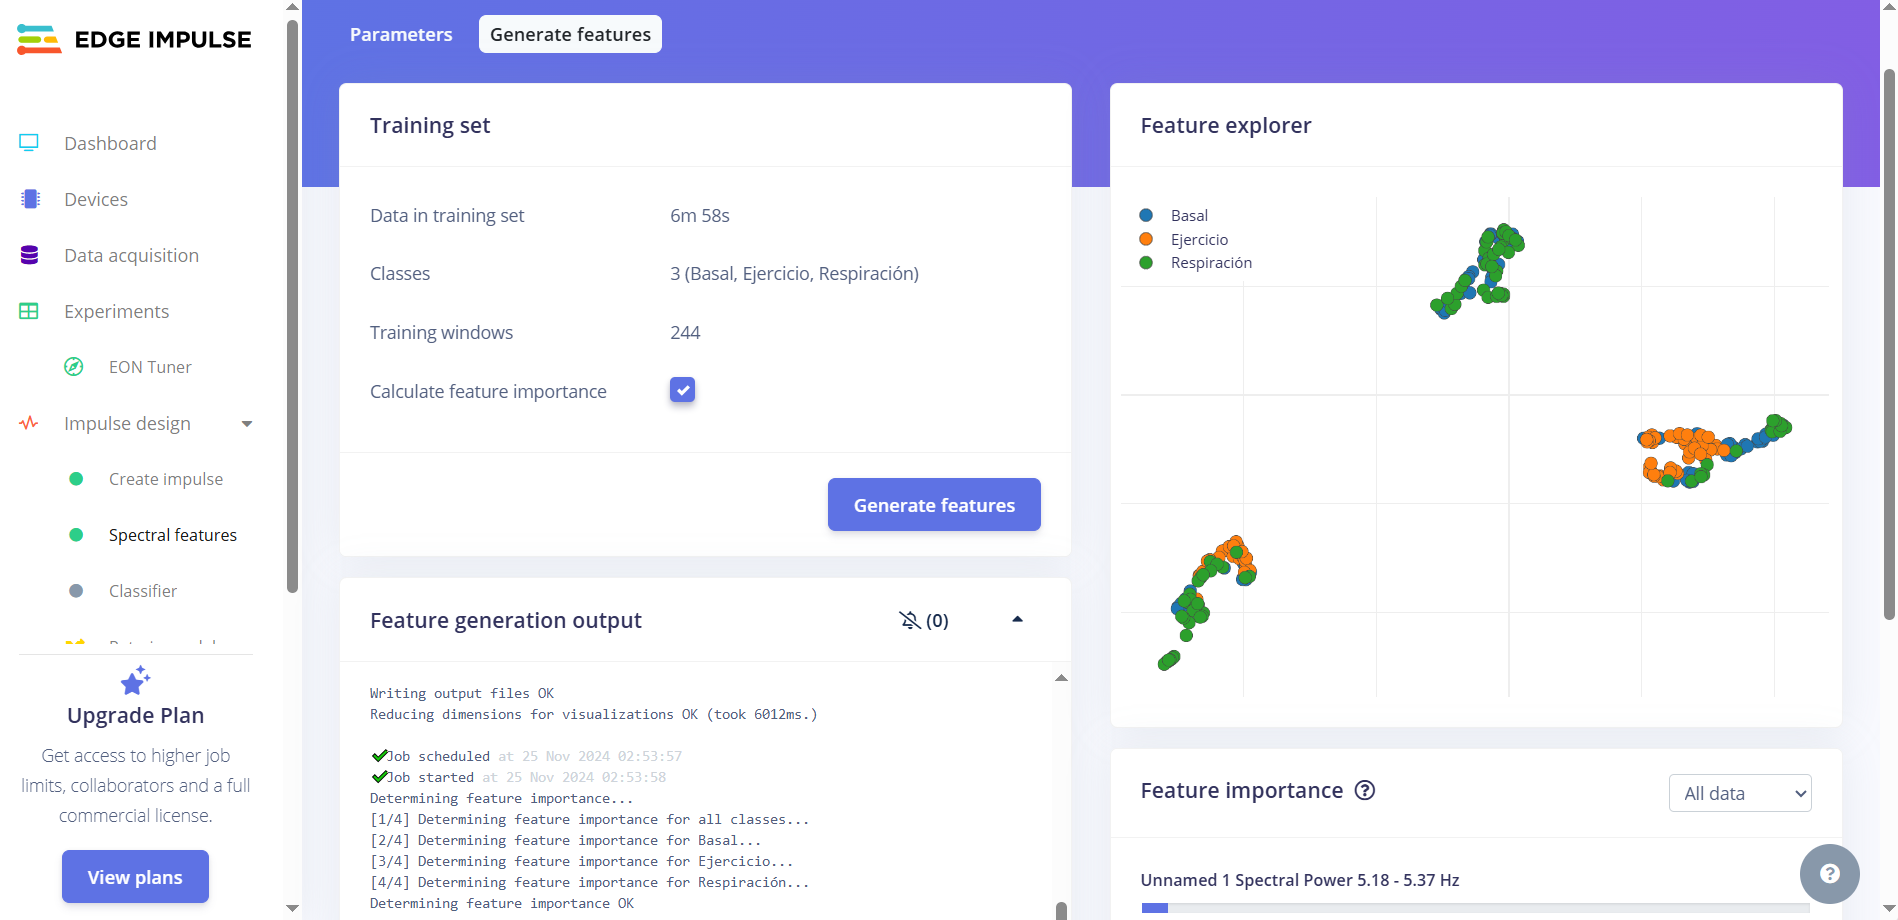 EDGE IMPULSE
Dashboard
Devices
Data acquisition
Experiments
EON Tuner
Impulse design
Create impulse
Spectral features
Classifier
Upgrade Plan
Get access to higher job
limits, collaborators and a full
commercial license.
View plans
Parameters
Generate features
Training set
Data in training set
6m 58s
Classes
3 (Basal, Ejercicio, Respiración)
Training windows
244
Calculate feature importance
Generate features
Feature generation output
(0)
Writing output files OK
Reducing dimensions for visualizations OK (took 6012ms.)
Job scheduled at 25 Nov 2024 02:53:57
Job started at 25 Nov 2024 02:53:58
Determining feature importance...
[1/4] Determining feature importance for all classes...
[2/4] Determining feature importance for Basal...
[3/4] Determining feature importance for Ejercicio...
[4/4] Determining feature importance for Respiración...
Determining feature importance OK
Feature explorer
Basal
Ejercicio
Respiración
Feature importance ?
All data
Unnamed 1 Spectral Power 5.18 - 5.37 Hz
?